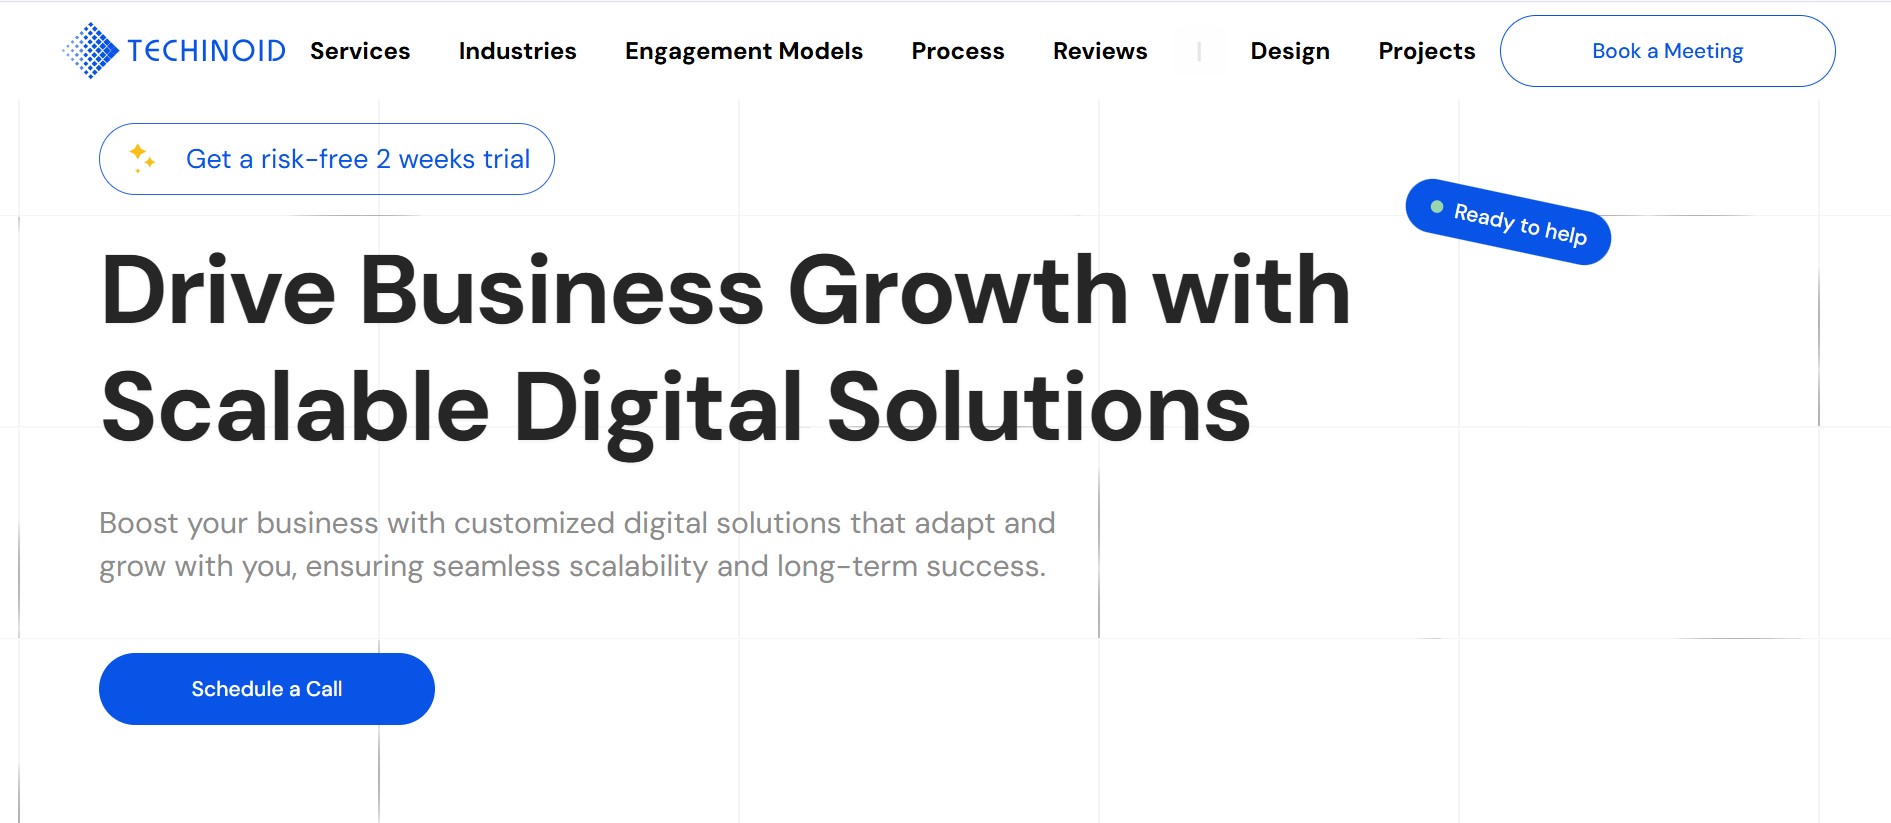 TECHINOID Services Industries Engagement Models Process Reviews | Design Projects Book a Meeting
Get a risk-free 2 weeks trial
Ready to help
Drive Business Growth with
Scalable Digital Solutions
Boost your business with customized digital solutions that adapt and
grow with you, ensuring seamless scalability and long-term success.
Schedule a Call